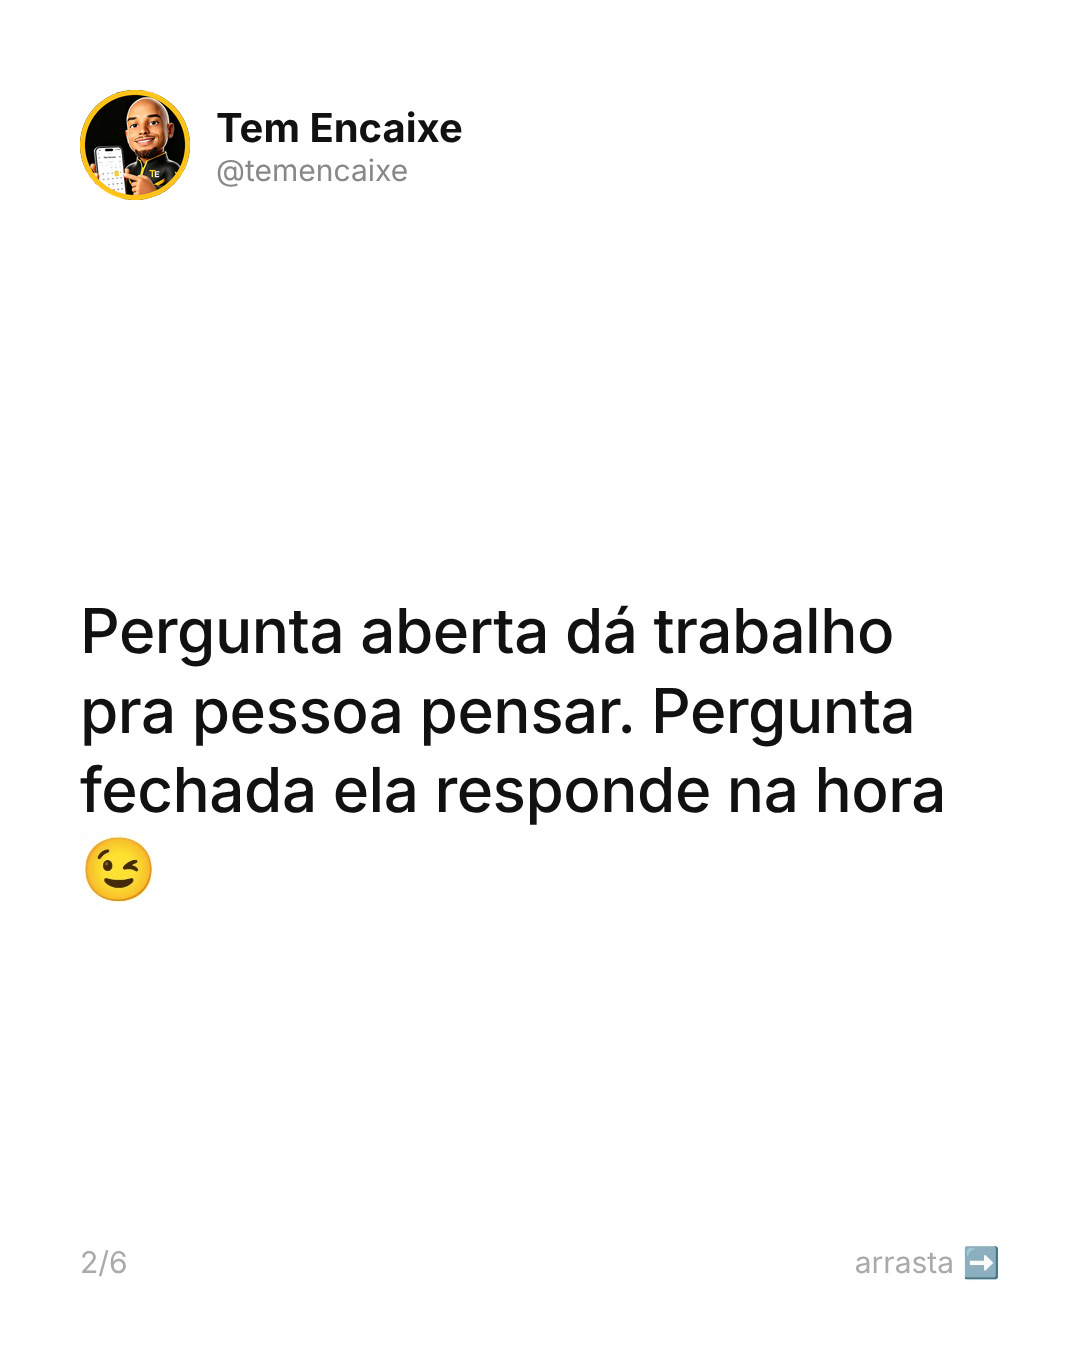 Tem Encaixe
@temencaixe
Pergunta aberta dá trabalho
pra pessoa pensar. Pergunta
fechada ela responde na hora
😉
2/6
arrasta ➡️
TE